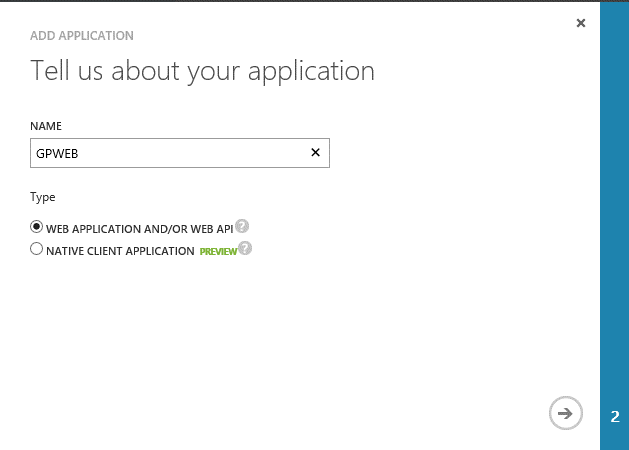 ADD APPLICATION
Tell us about your application
NAME
GPWEB
Type
WEB APPLICATION AND/OR WEB API ?
NATIVE CLIENT APPLICATION PREVIEW ?
2